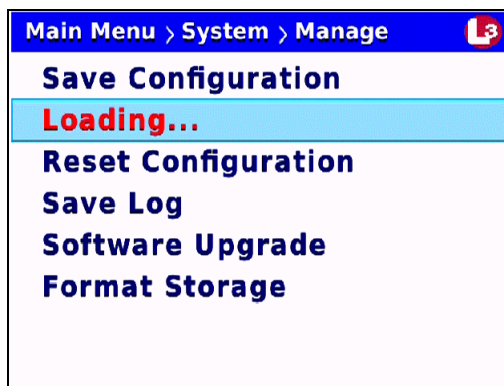 Main Menu > System > Manage L3
Save Configuration
Loading...
Reset Configuration
Save Log
Software Upgrade
Format Storage